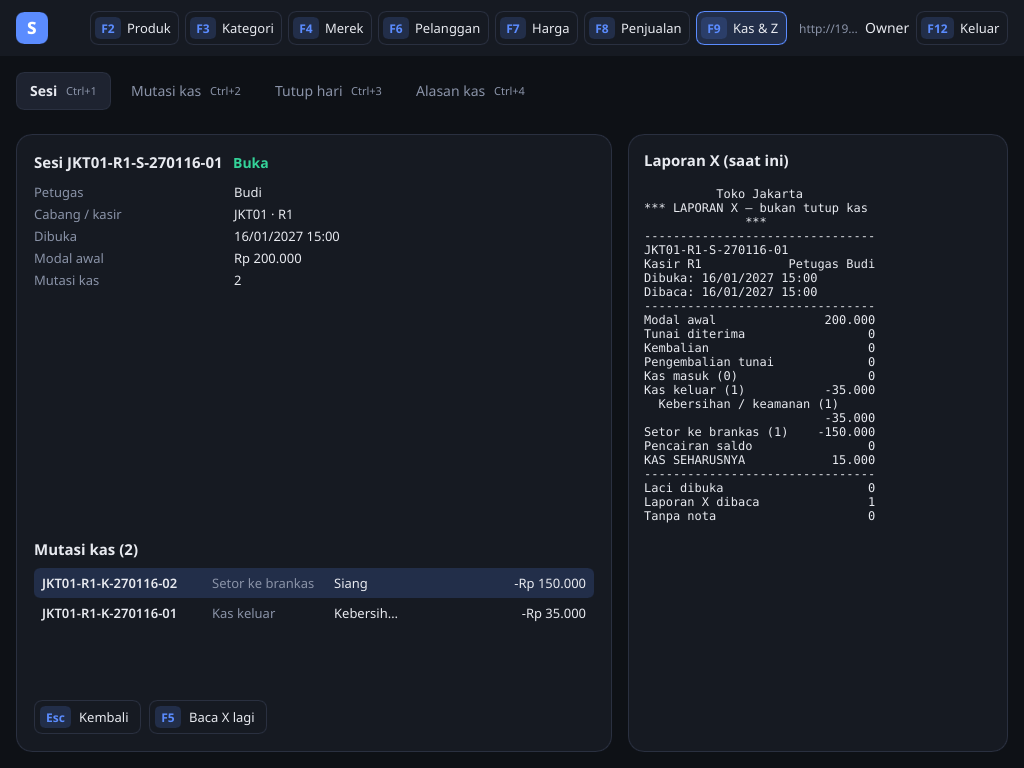 S F2 Produk F3 Kategori F4 Merek F6 Pelanggan F7 Harga F8 Penjualan F9 Kas & Z http://19... Owner F12 Keluar
Sesi Ctrl+1 Mutasi kas Ctrl+2 Tutup hari Ctrl+3 Alasan kas Ctrl+4
Sesi JKT01-R1-S-270116-01 Buka
Petugas Budi
Cabang / kasir JKT01 · R1
Dibuka 16/01/2027 15:00
Modal awal Rp 200.000
Mutasi kas 2
Mutasi kas (2)
JKT01-R1-K-270116-02 Setor ke brankas Siang -Rp 150.000
JKT01-R1-K-270116-01 Kas keluar Kebersih... -Rp 35.000
Esc Kembali F5 Baca X lagi
Laporan X (saat ini)
Toko Jakarta
*** LAPORAN X — bukan tutup kas
***
--------------------------------
JKT01-R1-S-270116-01
Kasir R1 Petugas Budi
Dibuka: 16/01/2027 15:00
Dibaca: 16/01/2027 15:00
--------------------------------
Modal awal 200.000
Tunai diterima 0
Kembalian 0
Pengembalian tunai 0
Kas masuk (0) 0
Kas keluar (1) -35.000
Kebersihan / keamanan (1)
-35.000
Setor ke brankas (1) -150.000
Pencairan saldo 0
KAS SEHARUSNYA 15.000
--------------------------------
Laci dibuka 0
Laporan X dibaca 1
Tanpa nota 0